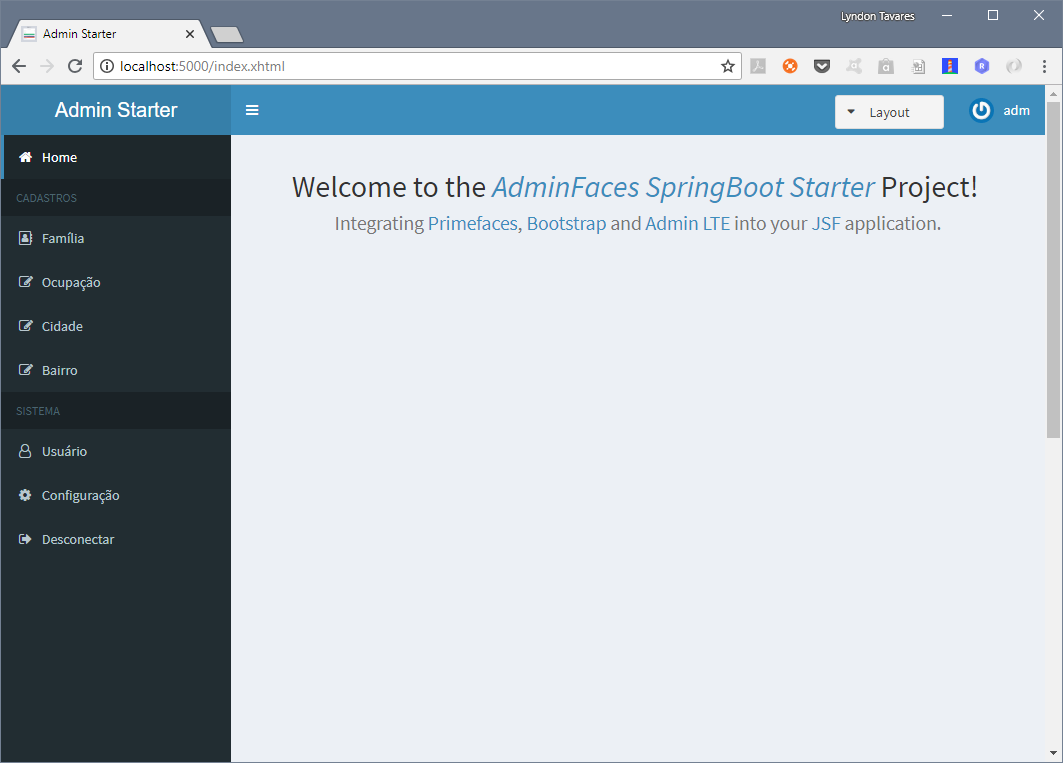 Lyndon Tavares
Admin Starter
localhost:5000/index.xhtml
Admin Starter
Layout
adm
Home
CADASTROS
Família
Ocupação
Cidade
Bairro
SISTEMA
Usuário
Configuração
Desconectar
Welcome to the AdminFaces SpringBoot Starter Project!
Integrating Primefaces, Bootstrap and Admin LTE into your JSF application.